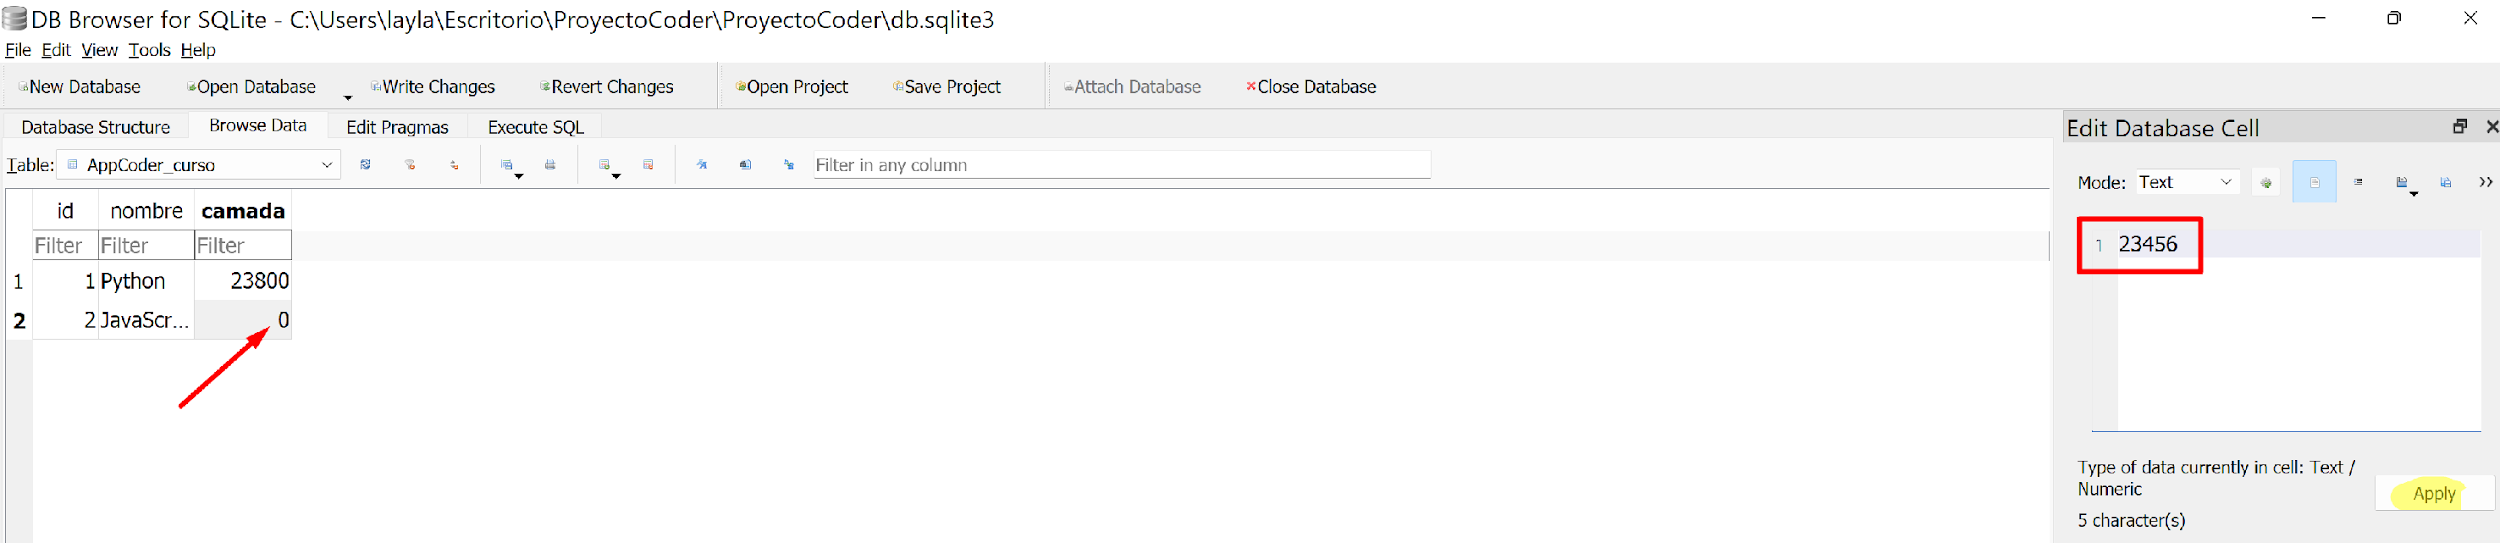 DB Browser for SQLite - C:\Users\layla\Escritorio\ProyectoCoder\ProyectoCoder\db.sqlite3
File Edit View Tools Help
New Database Open Database Write Changes Revert Changes Open Project Save Project Attach Database Close Database
Database Structure Browse Data Edit Pragmas Execute SQL
Table: AppCoder_curso Filter in any column
id nombre camada
Filter Filter Filter
1 1 Python 23800
2 2 JavaScr... 0
Edit Database Cell
Mode: Text
1 23456
Type of data currently in cell: Text /
Numeric
Apply
5 character(s)